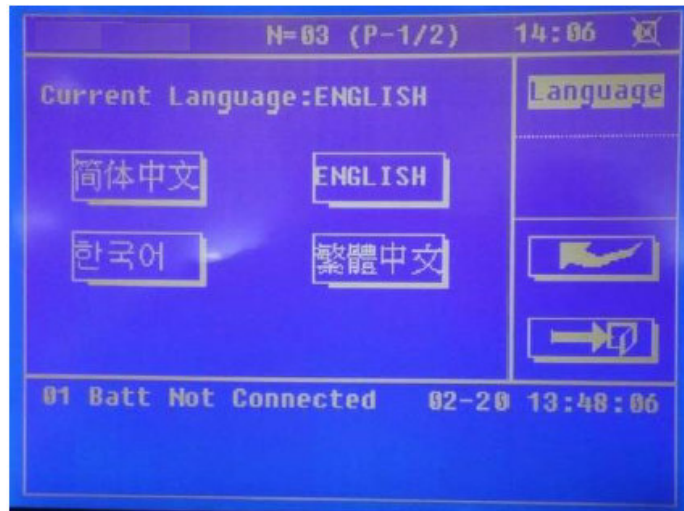 N=03 (P-1/2) 14:06
Current Language:ENGLISH
Language
简体中文 ENGLISH
한국어 繁體中文
01 Batt Not Connected 02-20 13:48:06